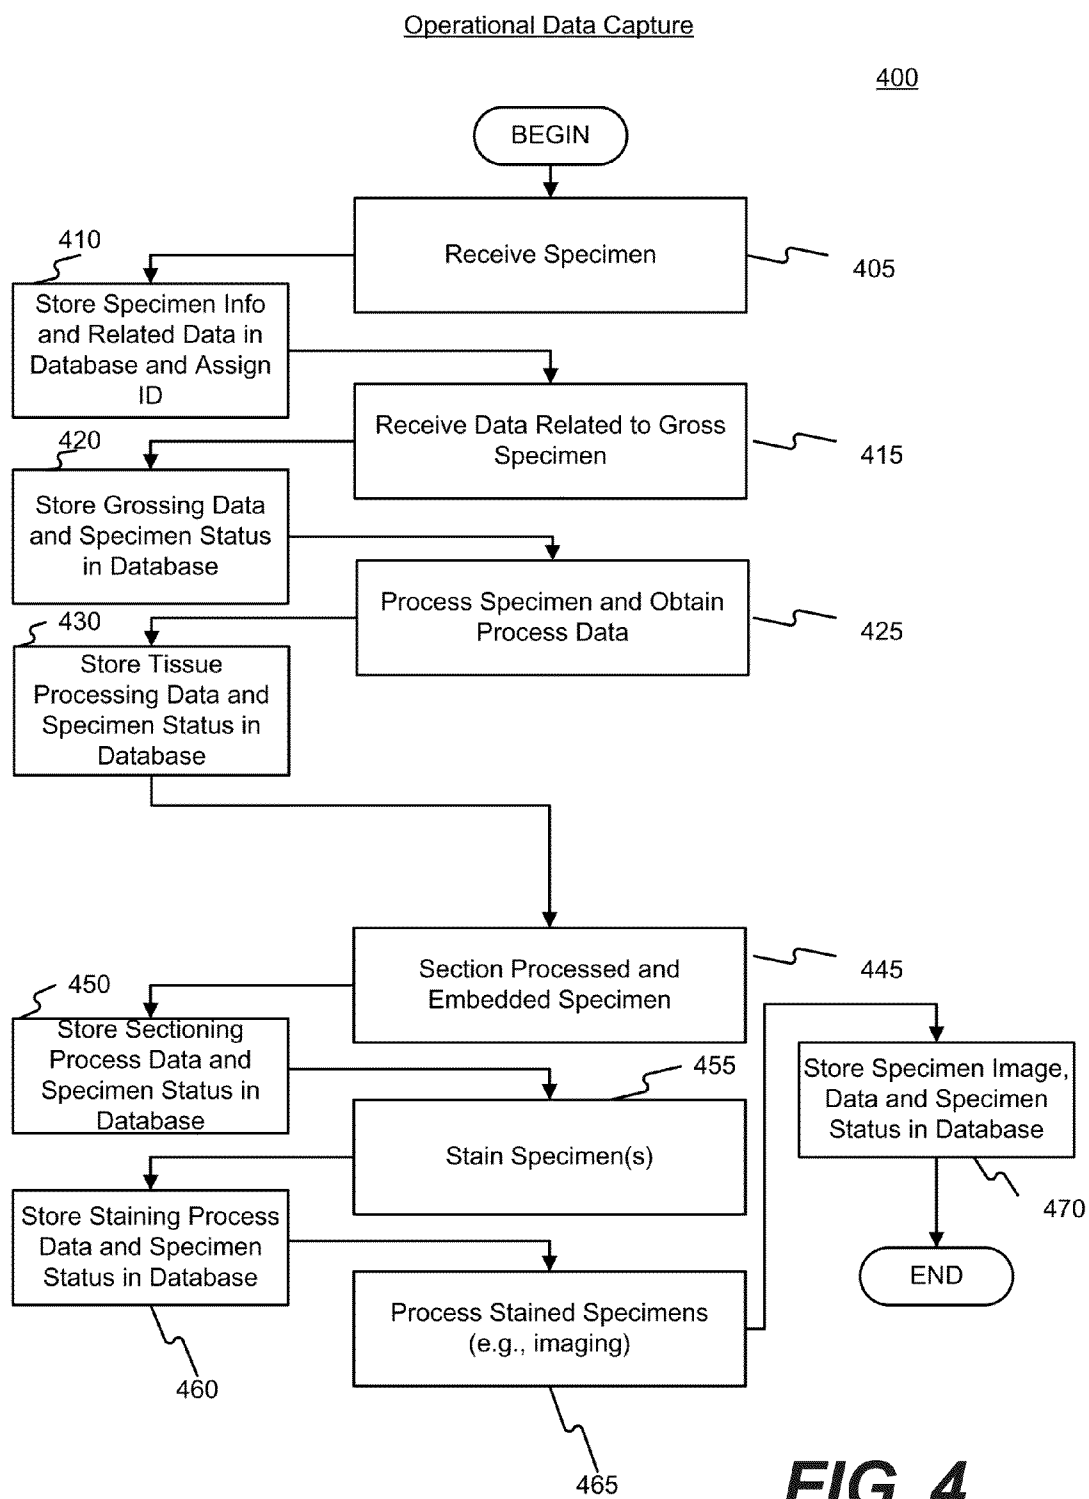 Operational Data Capture
400
BEGIN
Receive Specimen
405
410
Store Specimen Info
and Related Data in
Database and Assign
ID
Receive Data Related to Gross
Specimen
415
420
Store Grossing Data
and Specimen Status
in Database
Process Specimen and Obtain
Process Data
425
430
Store Tissue
Processing Data and
Specimen Status in
Database
Section Processed and
Embedded Specimen
445
450
Store Sectioning
Process Data and
Specimen Status in
Database
455
Stain Specimen(s)
Store Staining Process
Data and Specimen
Status in Database
460
Process Stained Specimens
(e.g., imaging)
465
Store Specimen Image,
Data and Specimen
Status in Database
470
END
FIG. 4